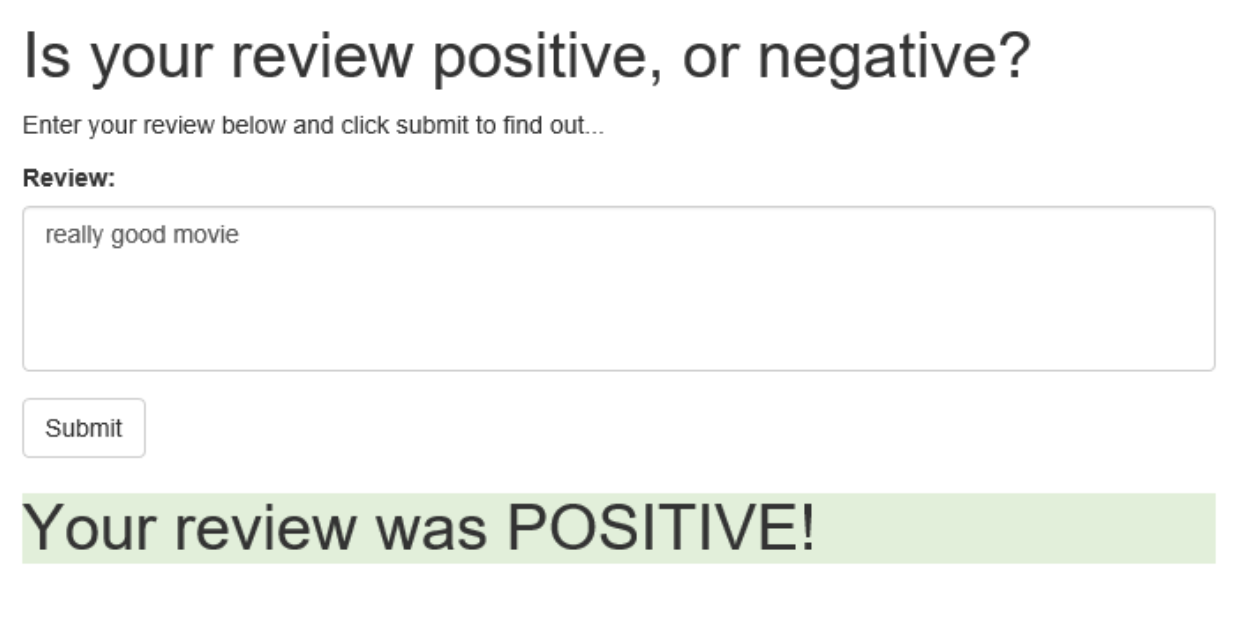 Is your review positive, or negative?
Enter your review below and click submit to find out...
Review:
really good movie
Submit
Your review was POSITIVE!